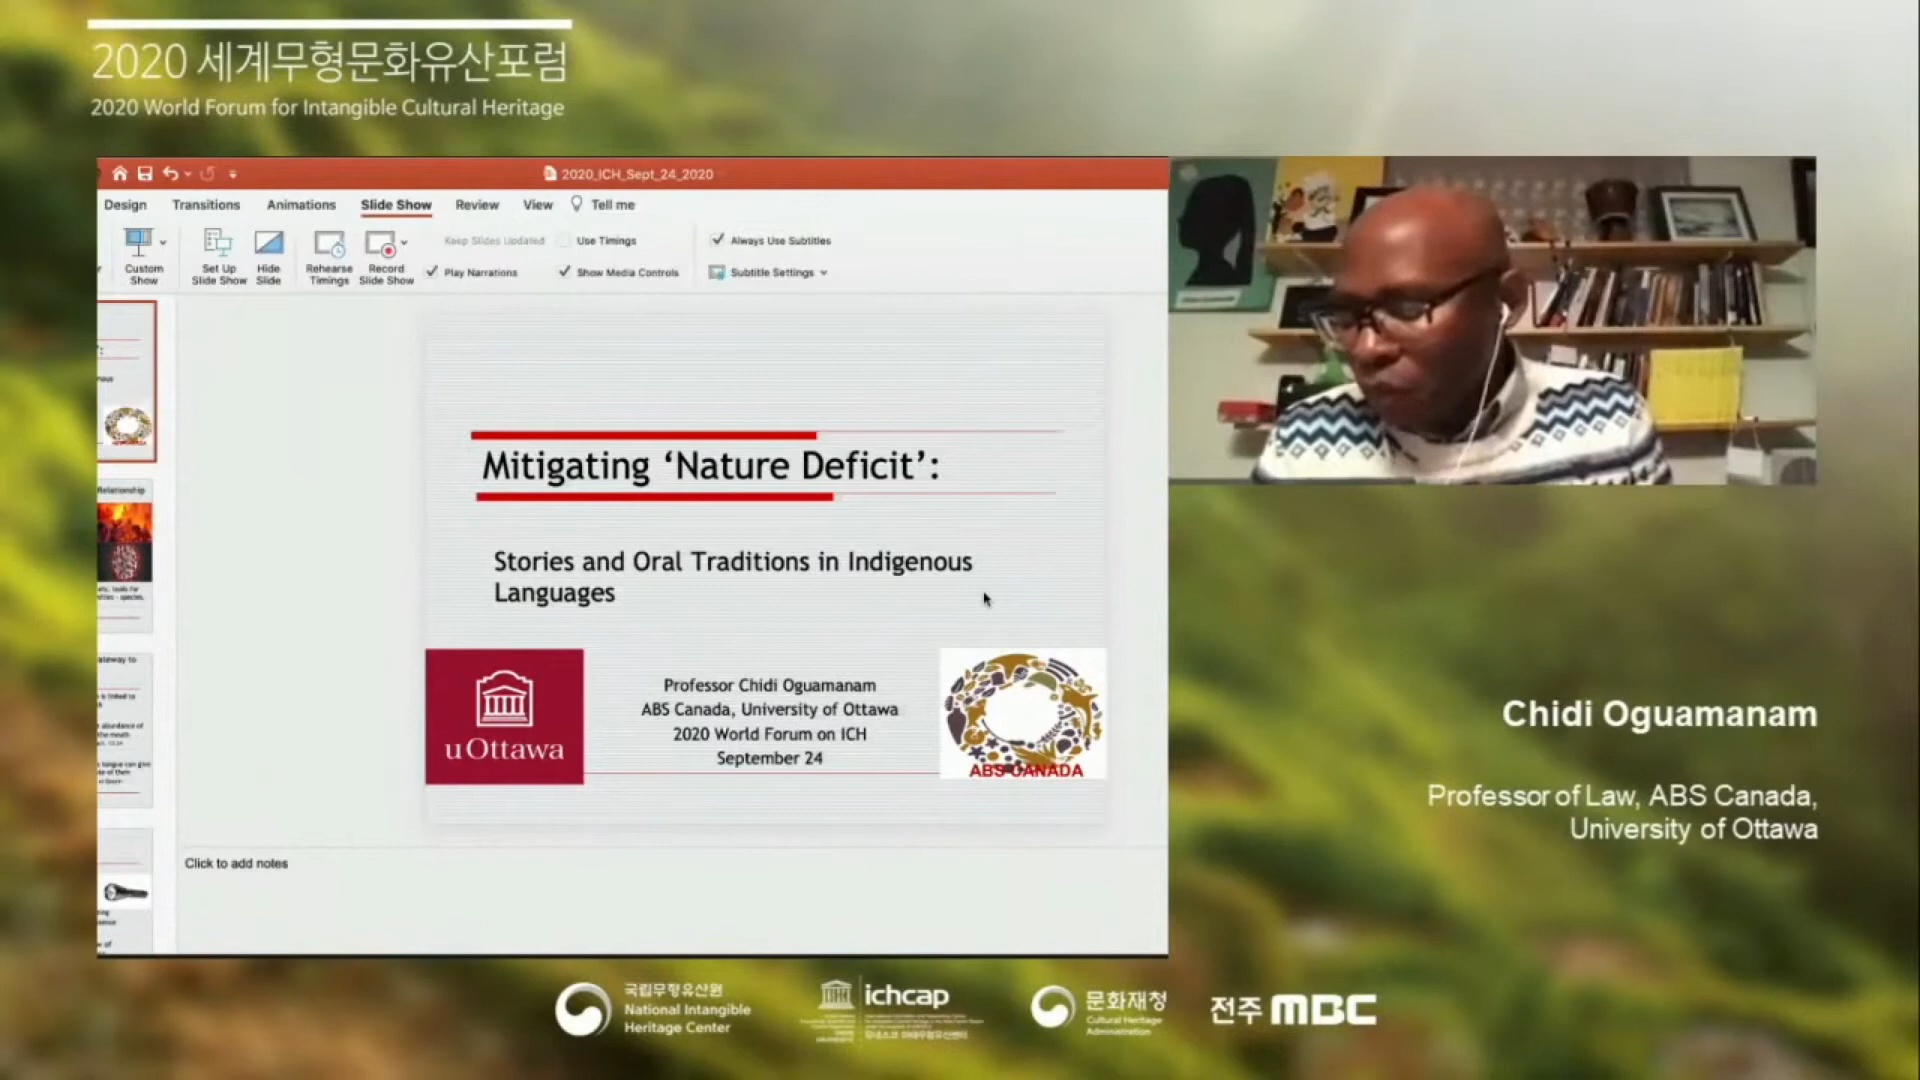 2020 세계무형문화유산포럼
2020 World Forum for Intangible Cultural Heritage
2020_ICH_Sept_24_2020
Design Transitions Animations Slide Show Review View Tell me
Custom Show
Set Up Slide Show
Hide Slide
Rehearse Timings
Record Slide Show
Keep Slides Updated
Use Timings
Play Narrations
Show Media Controls
Always Use Subtitles
Subtitle Settings
Relationship
Mitigating ‘Nature Deficit’:
Stories and Oral Traditions in Indigenous
Languages
uOttawa
Professor Chidi Oguamanam
ABS Canada, University of Ottawa
2020 World Forum on ICH
September 24
ABS CANADA
Click to add notes
Chidi Oguamanam
Professor of Law, ABS Canada,
University of Ottawa
국립무형유산원
National Intangible
Heritage Center
ichcap
문화재청
Cultural Heritage
Administration
전주 MBC